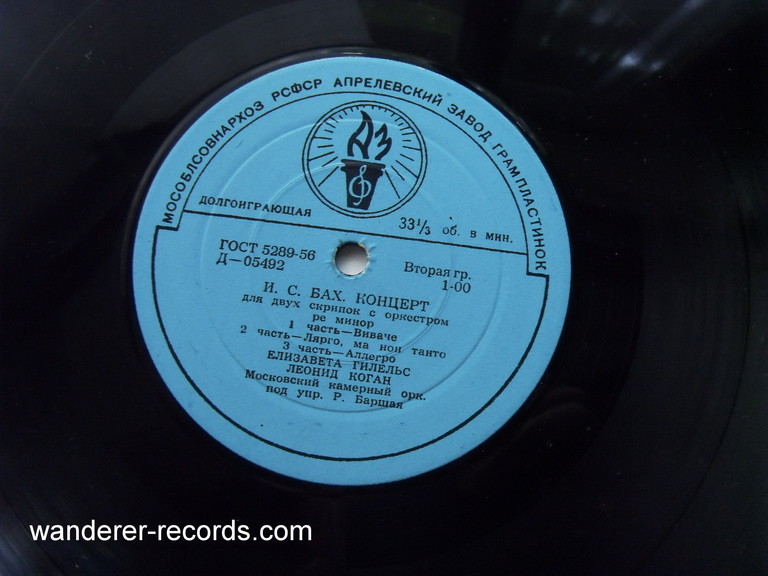 МОСОБЛСОВНАРХОЗ РСФСР АПРЕЛЕВСКИЙ ЗАВОД ГРАМПЛАСТИНОК
АЗ
ДОЛГОИГРАЮЩАЯ
33⅓ об. в мин.
ГОСТ 5289-56
Д—05492
Вторая гр.
1-00
И. С. БАХ. КОНЦЕРТ
для двух скрипок с оркестром
ре минор
1 часть—Виваче
2 часть—Лярго, ма нон танто
3 часть—Аллегро
ЕЛИЗАВЕТА ГИЛЕЛЬС
ЛЕОНИД КОГАН
Московский камерный орк.
под упр. Р. Баршая
wanderer-records.com